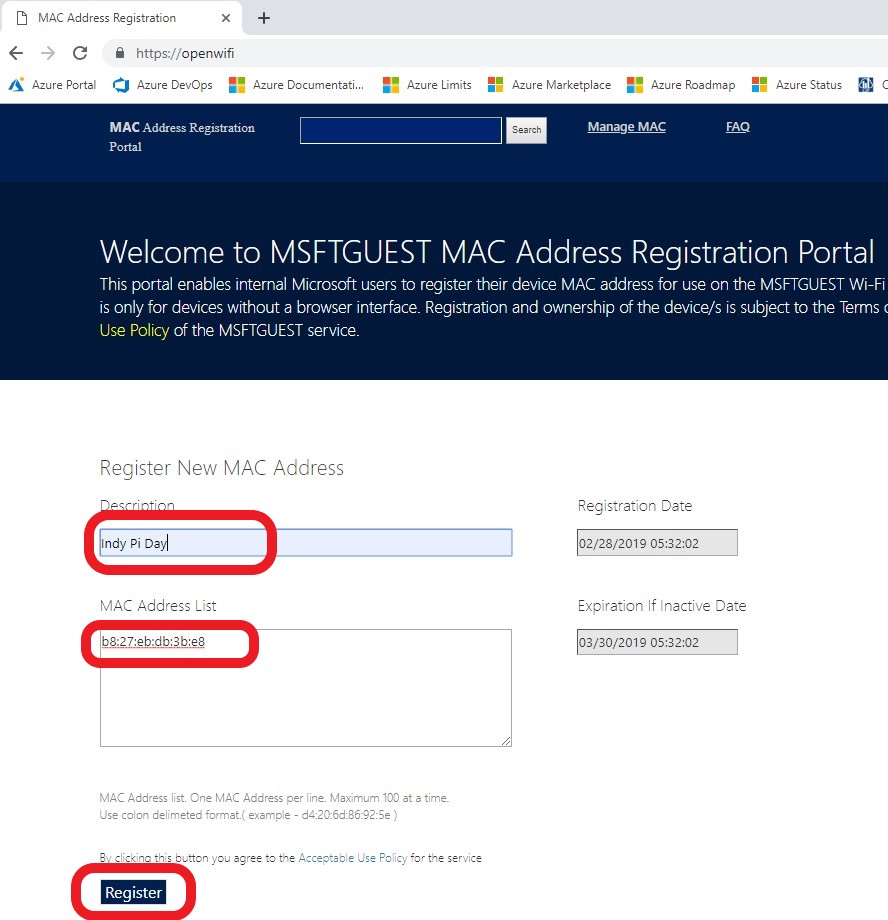 MAC Address Registration
https://openwifi
Azure Portal Azure DevOps Azure Documentati... Azure Limits Azure Marketplace Azure Roadmap Azure Status
MAC Address Registration
Portal
Search
Manage MAC
FAQ
Welcome to MSFTGUEST MAC Address Registration Portal
This portal enables internal Microsoft users to register their device MAC address for use on the MSFTGUEST Wi-Fi
is only for devices without a browser interface. Registration and ownership of the device/s is subject to the Terms
Use Policy of the MSFTGUEST service.
Register New MAC Address
Description
Registration Date
Indy Pi Day
02/28/2019 05:32:02
MAC Address List
Expiration If Inactive Date
b8:27:eb:db:3b:e8
03/30/2019 05:32:02
MAC Address list. One MAC Address per line. Maximum 100 at a time.
Use colon delimeted format.( example - d4:20:6d:86:92:5e )
By clicking this button you agree to the Acceptable Use Policy for the service
Register